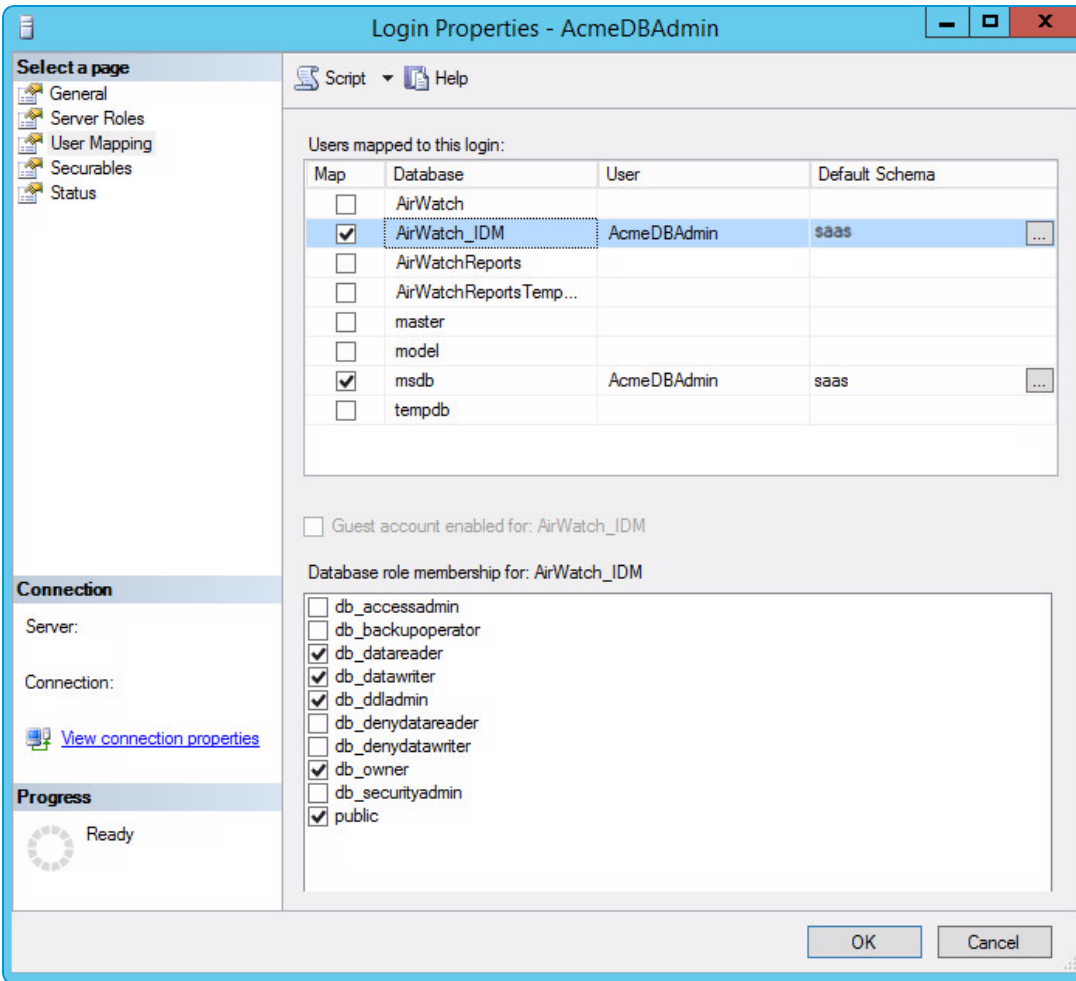 Login Properties - AcmeDBAdmin
Select a page
General
Server Roles
User Mapping
Securables
Status
Script Help
Users mapped to this login:
Map Database User Default Schema
AirWatch
AirWatch_IDM AcmeDBAdmin saas ...
AirWatchReports
AirWatchReportsTemp...
master
model
msdb AcmeDBAdmin saas ...
tempdb
Guest account enabled for: AirWatch_IDM
Database role membership for: AirWatch_IDM
db_accessadmin
db_backupoperator
db_datareader
db_datawriter
db_ddladmin
db_denydatareader
db_denydatawriter
db_owner
db_securityadmin
public
Connection
Server:
Connection:
View connection properties
Progress
Ready
OK Cancel